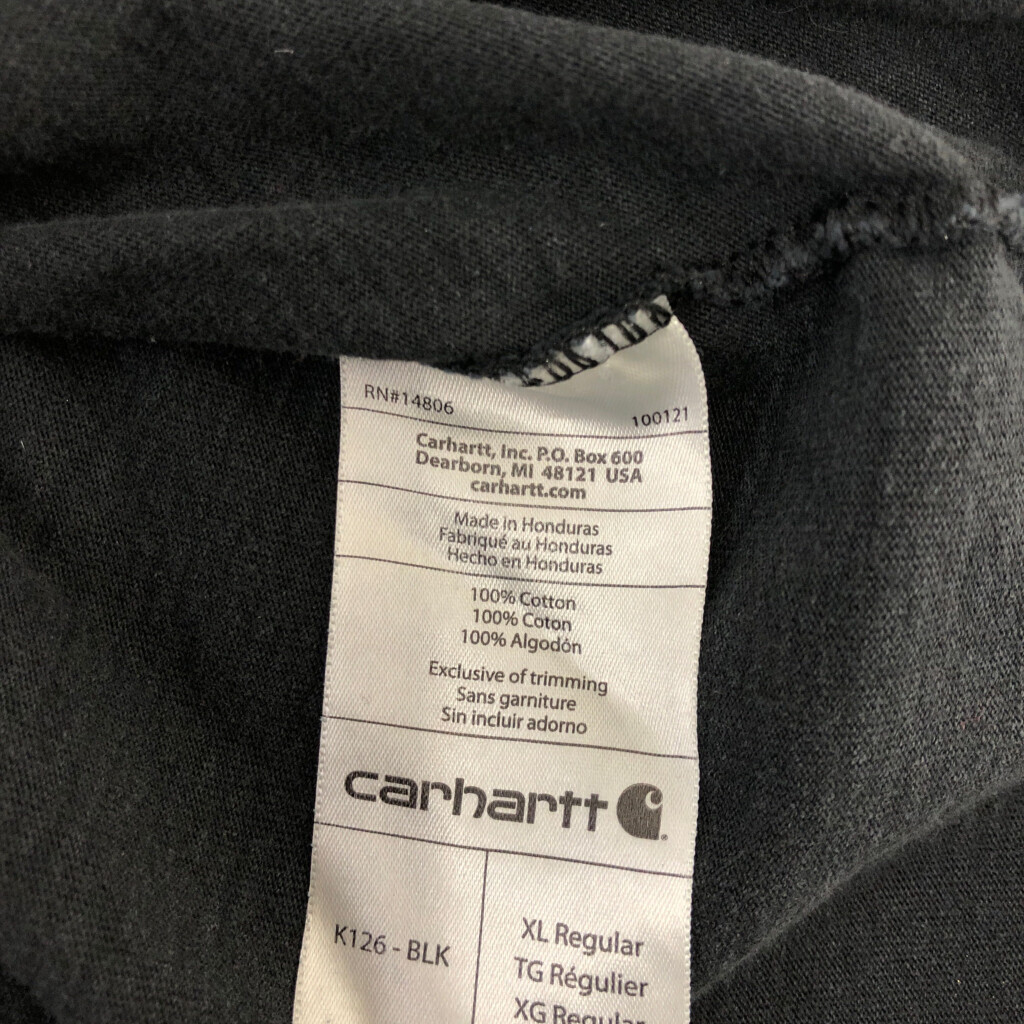 RN#14806
100121
Carhartt, Inc. P.O. Box 600
Dearborn, MI 48121 USA
carhartt.com
Made in Honduras
Fabriqué au Honduras
Hecho en Honduras
100% Cotton
100% Coton
100% Algodón
Exclusive of trimming
Sans garniture
Sin incluir adorno
carhartt
K126 - BLK
XL Regular
TG Régulier
XG Regular